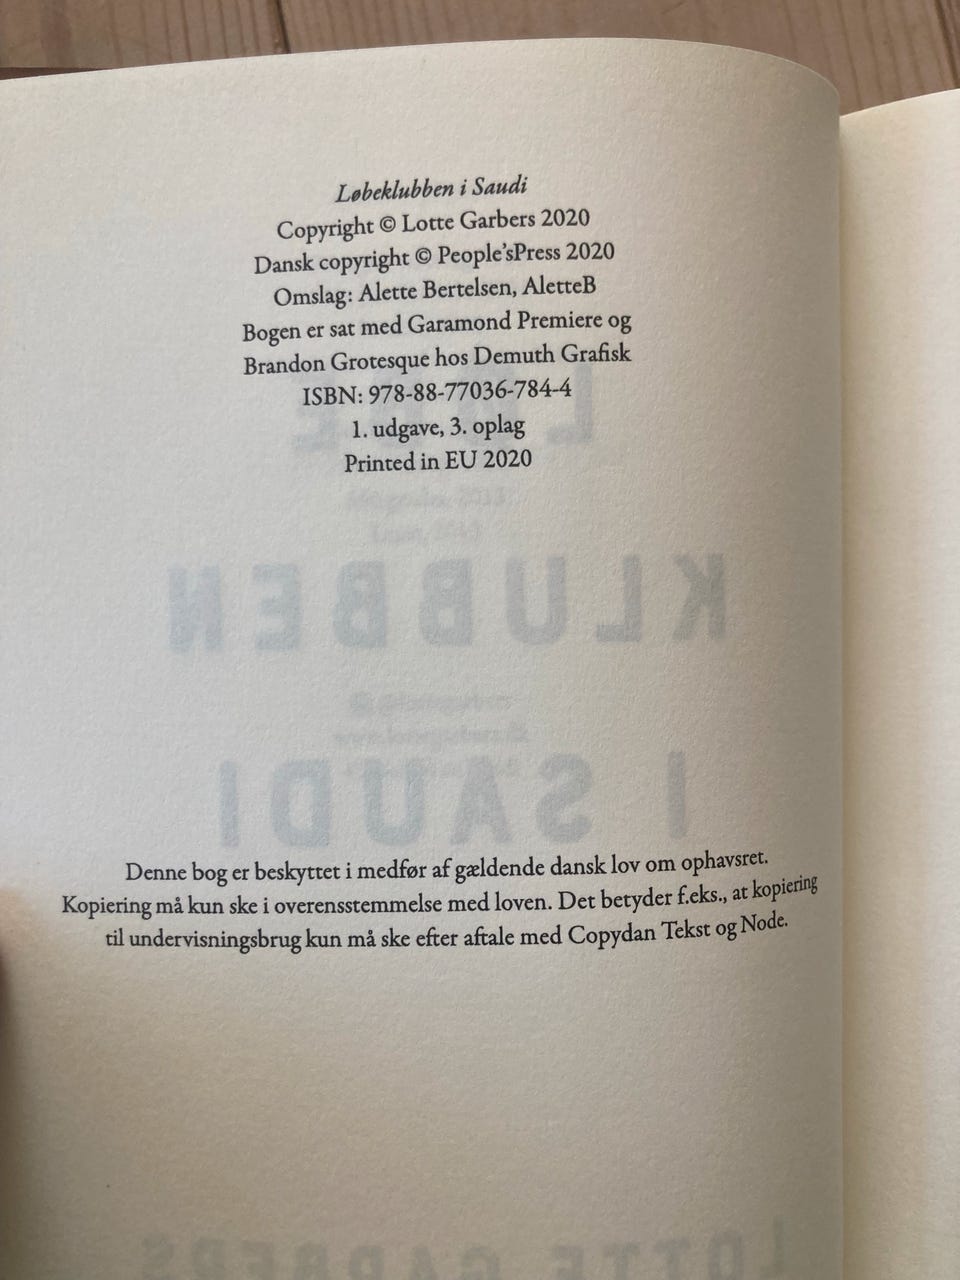 Løbeklubben i Saudi
Copyright © Lotte Garbers 2020
Dansk copyright © People'sPress 2020
Omslag: Alette Bertelsen, AletteB
Bogen er sat med Garamond Premiere og
Brandon Grotesque hos Demuth Grafisk
ISBN: 978-88-77036-784-4
1. udgave, 3. oplag
Printed in EU 2020
KLUBBEN
I SAUDI
Denne bog er beskyttet i medfør af gældende dansk lov om ophavsret.
Kopiering må kun ske i overensstemmelse med loven. Det betyder f.eks., at kopiering
til undervisningsbrug kun må ske efter aftale med Copydan Tekst og Node.
LOTTE GARBERS